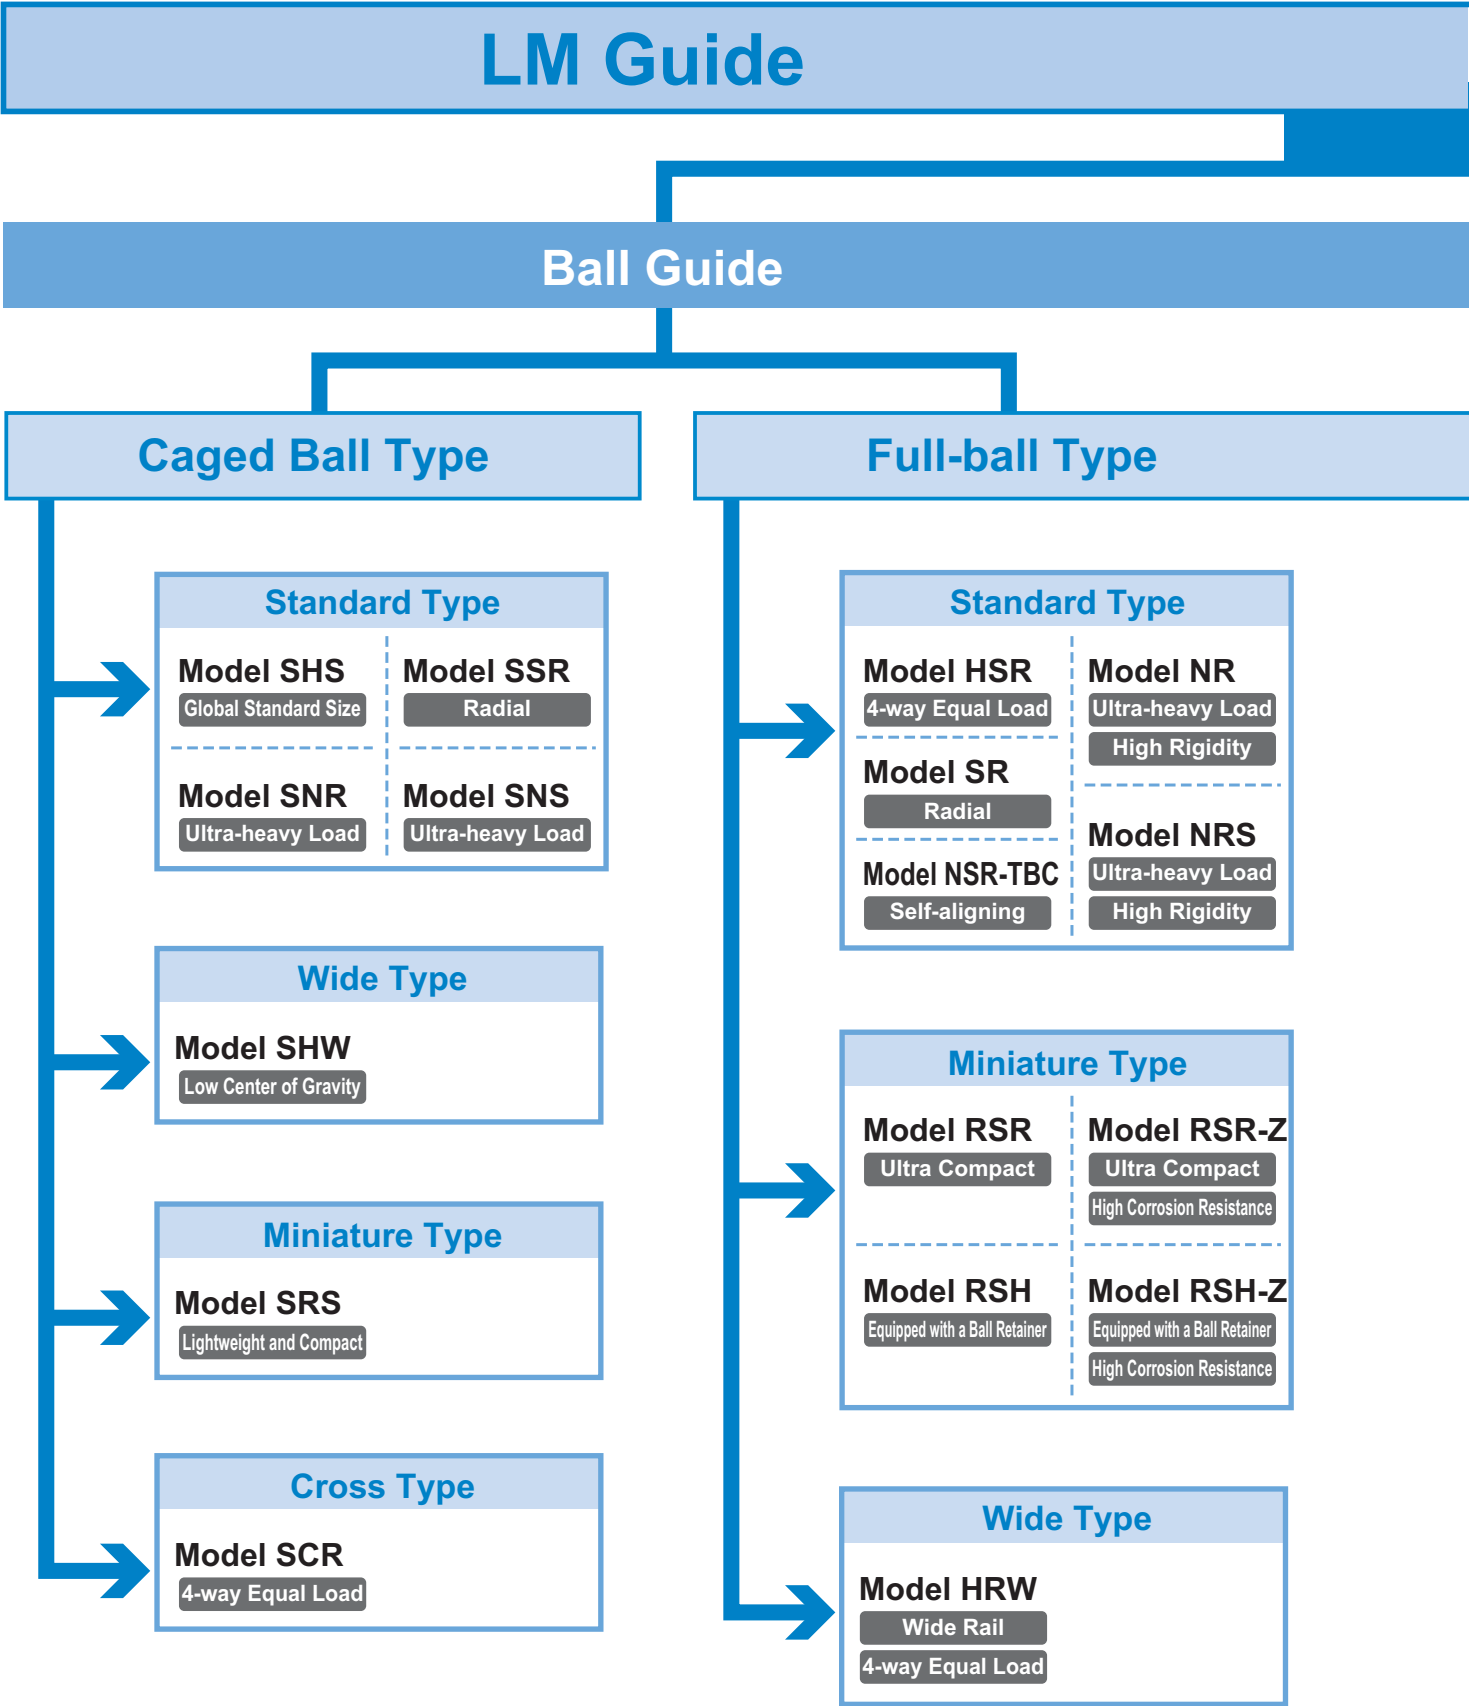 LM Guide
Ball Guide
Caged Ball Type
Standard Type
Model SHS
Global Standard Size
Model SSR
Radial
Model SNR
Ultra-heavy Load
Model SNS
Ultra-heavy Load
Wide Type
Model SHW
Low Center of Gravity
Miniature Type
Model SRS
Lightweight and Compact
Cross Type
Model SCR
4-way Equal Load
Full-ball Type
Standard Type
Model HSR
4-way Equal Load
Model SR
Radial
Model NSR-TBC
Self-aligning
Model NR
Ultra-heavy Load
High Rigidity
Model NRS
Ultra-heavy Load
High Rigidity
Miniature Type
Model RSR
Ultra Compact
Model RSR-Z
Ultra Compact
High Corrosion Resistance
Model RSH
Equipped with a Ball Retainer
Model RSH-Z
Equipped with a Ball Retainer
High Corrosion Resistance
Wide Type
Model HRW
Wide Rail
4-way Equal Load